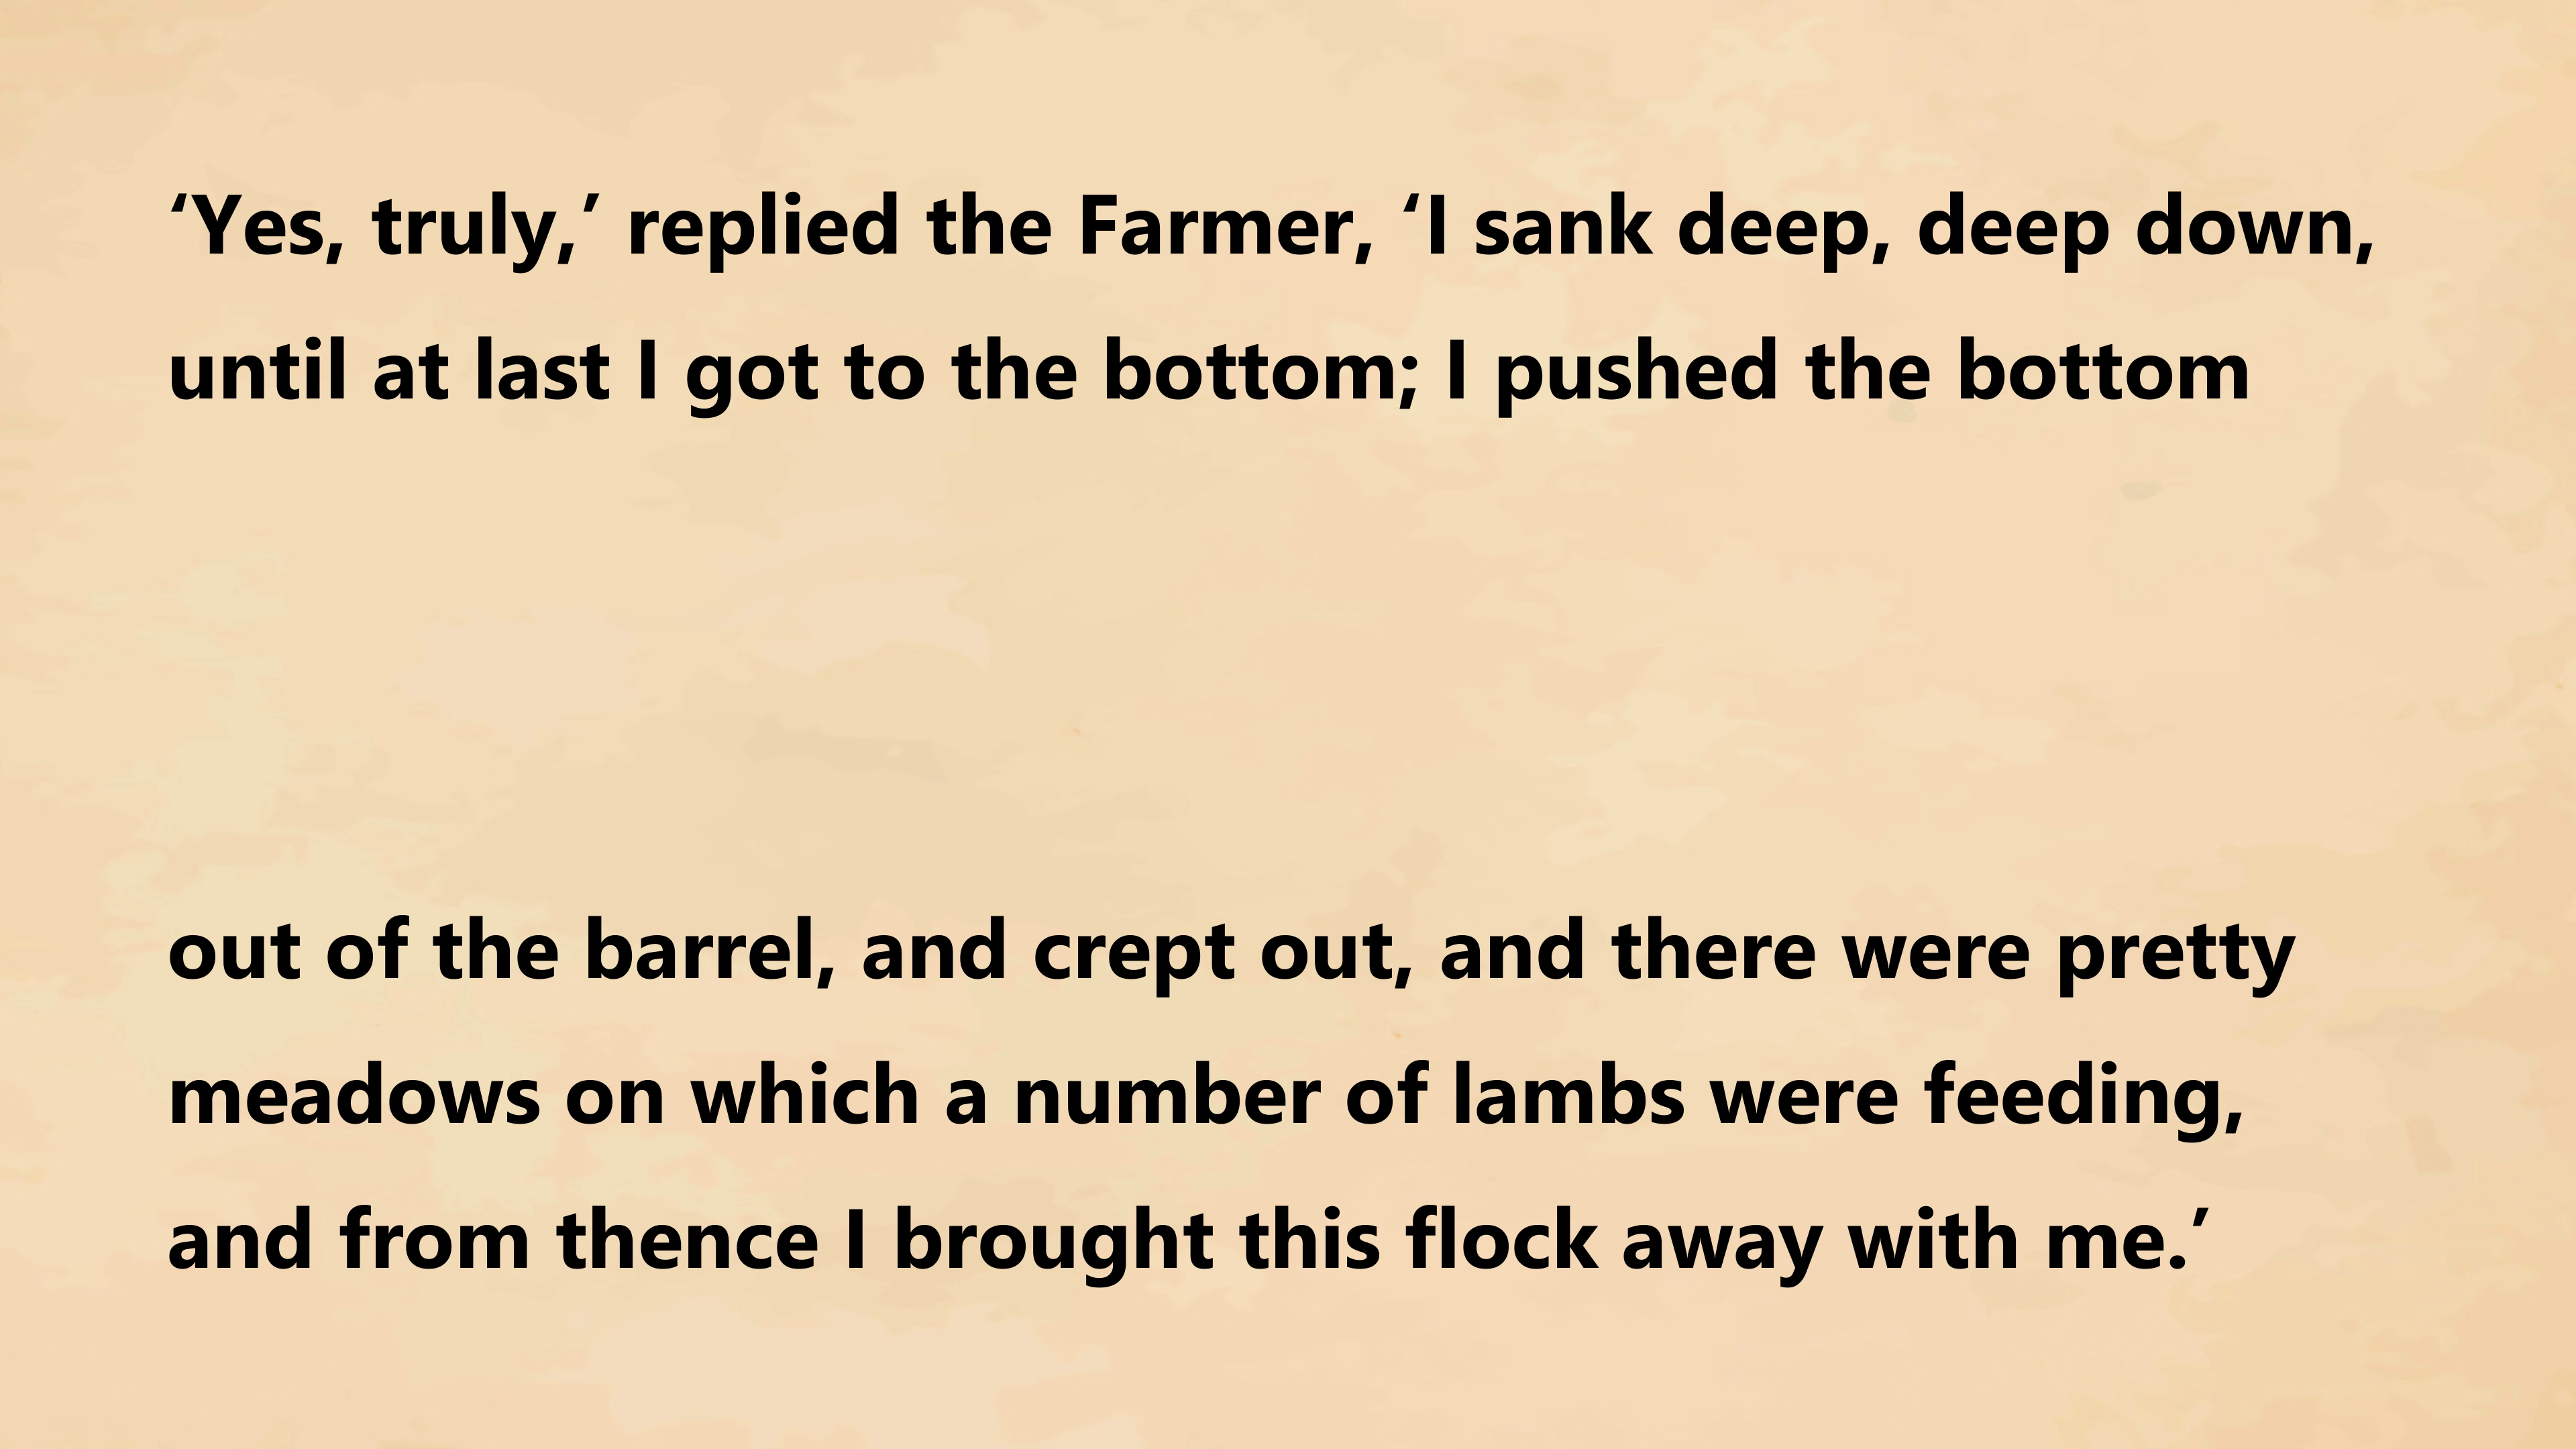 ‘Yes, truly,’ replied the Farmer, ‘I sank deep, deep down,
until at last I got to the bottom; I pushed the bottom
out of the barrel, and crept out, and there were pretty
meadows on which a number of lambs were feeding,
and from thence I brought this flock away with me.’